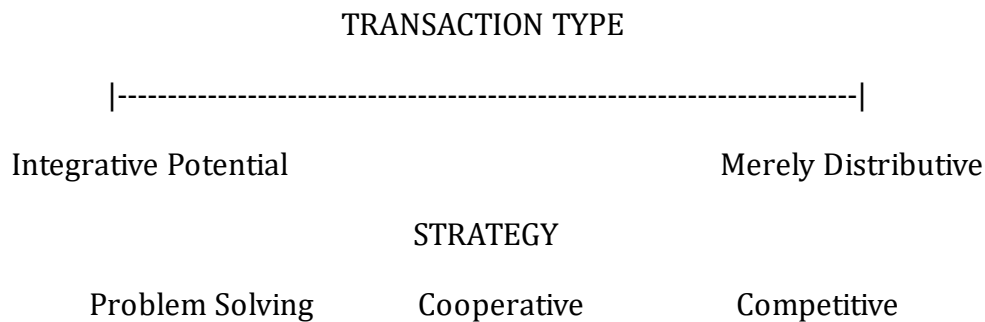 TRANSACTION TYPE
|--------------------------------------------------------------------------|
Integrative Potential Merely Distributive
STRATEGY
Problem Solving Cooperative Competitive